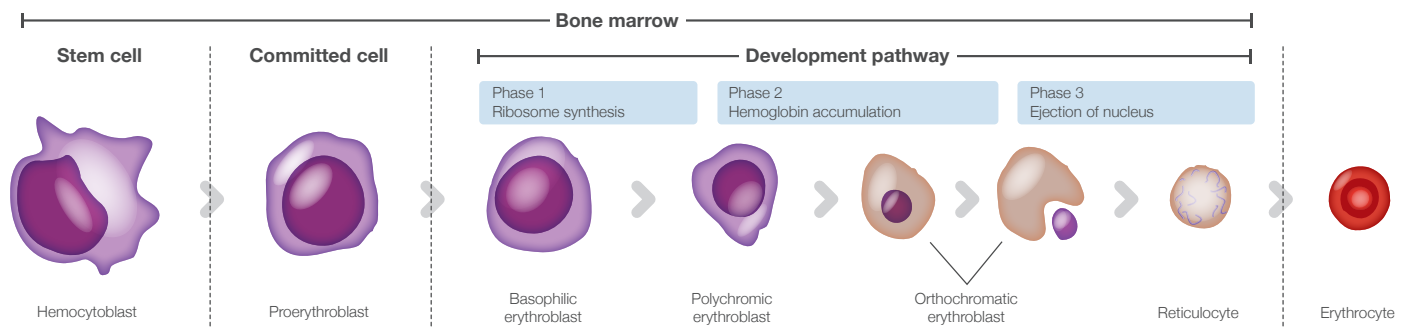 Bone marrow
Stem cell
Committed cell
Development pathway
Phase 1
Ribosome synthesis
Phase 2
Hemoglobin accumulation
Phase 3
Ejection of nucleus
Hemocytoblast
Proerythroblast
Basophilic
erythroblast
Polychromic
erythroblast
Orthochromatic
erythroblast
Reticulocyte
Erythrocyte